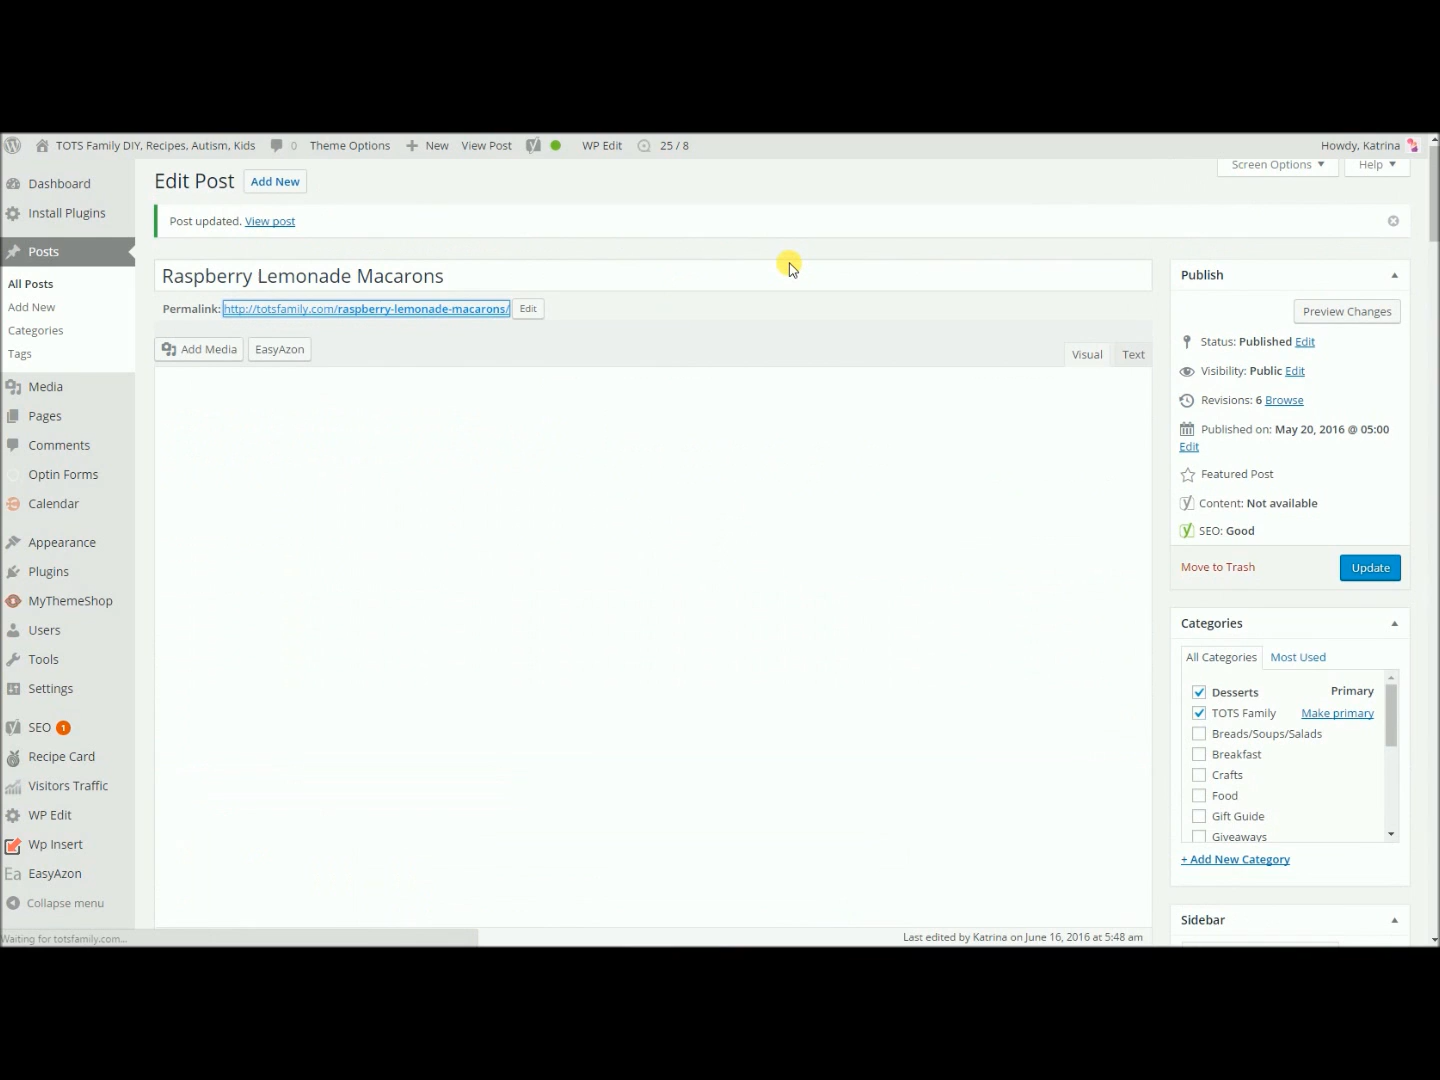 TOTS Family DIY, Recipes, Autism, Kids 0 Theme Options New View Post WP Edit 25 / 8 Howdy, Katrina
Screen Options Help
Edit Post Add New
Post updated. View post
Raspberry Lemonade Macarons
Permalink: http://totsfamily.com/raspberry-lemonade-macarons/ Edit
Add Media EasyAzon
Visual Text
Last edited by Katrina on June 16, 2016 at 5:48 am
Dashboard
Install Plugins
Posts
All Posts
Add New
Categories
Tags
Media
Pages
Comments
Optin Forms
Calendar
Appearance
Plugins
MyThemeShop
Users
Tools
Settings
SEO 1
Recipe Card
Visitors Traffic
WP Edit
Wp Insert
Ea EasyAzon
Collapse menu
Waiting for totsfamily.com...
Publish
Preview Changes
Status: Published Edit
Visibility: Public Edit
Revisions: 6 Browse
Published on: May 20, 2016 @ 05:00
Edit
Featured Post
Content: Not available
SEO: Good
Move to Trash Update
Categories
All Categories Most Used
Desserts Primary
TOTS Family Make primary
Breads/Soups/Salads
Breakfast
Crafts
Food
Gift Guide
Giveaways
+ Add New Category
Sidebar